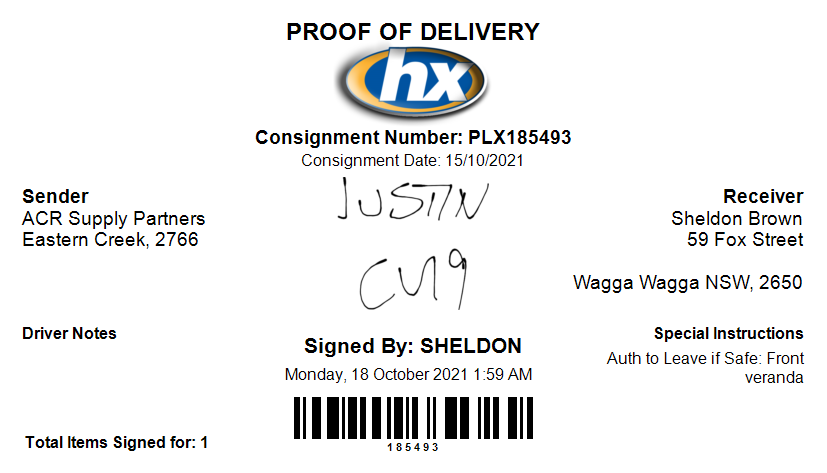 PROOF OF DELIVERY
hx
Consignment Number: PLX185493
Consignment Date: 15/10/2021
Sender
ACR Supply Partners
Eastern Creek, 2766
JUSTIN
Receiver
Sheldon Brown
59 Fox Street
Wagga Wagga NSW, 2650
Driver Notes
Signed By: SHELDON
Monday, 18 October 2021 1:59 AM
Special Instructions
Auth to Leave if Safe: Front
veranda
185493
Total Items Signed for: 1